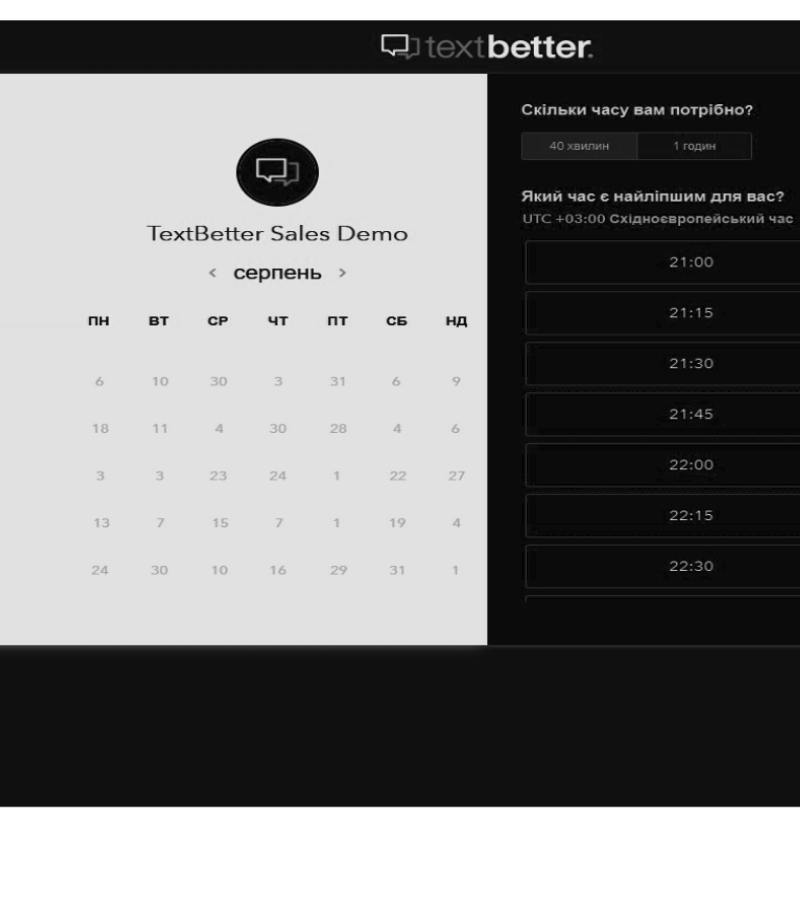 textbetter.
TextBetter Sales Demo
< серпень >
ПН ВТ СР ЧТ ПТ СБ НД
6 10 30 3 31 6 9
18 11 4 30 28 4 6
3 3 23 24 1 22 27
13 7 15 7 1 19 4
24 30 10 16 29 31 1
Скільки часу вам потрібно?
40 хвилин 1 годин
Який час є найліпшим для вас?
UTC +03:00 Східноєвропейський час
21:00
21:15
21:30
21:45
22:00
22:15
22:30